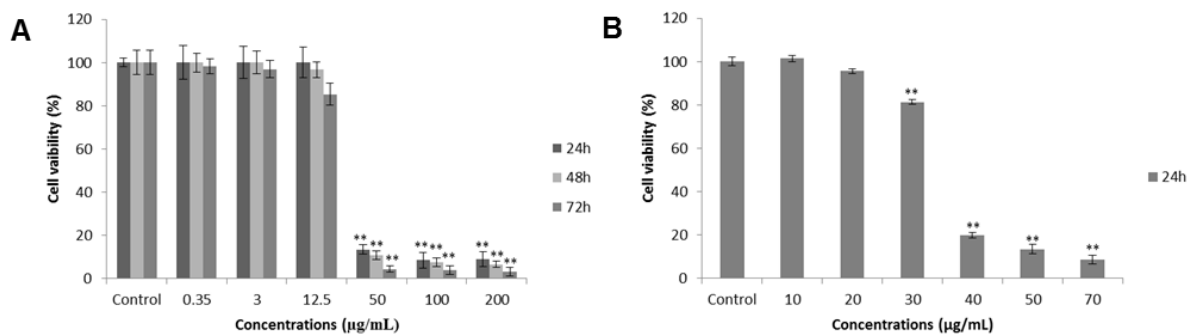 A
Cell vaibility (%)
120
100
80
60
40
20
0
** ** **
** ** **
** ** **
Control 0.35 3 12.5 50 100 200
Concentrations (µg/mL)
24h
48h
72h
B
Cell viability (%)
120
100
80
60
40
20
0
**
**
**
**
Control 10 20 30 40 50 70
Concentrations (µg/mL)
24h